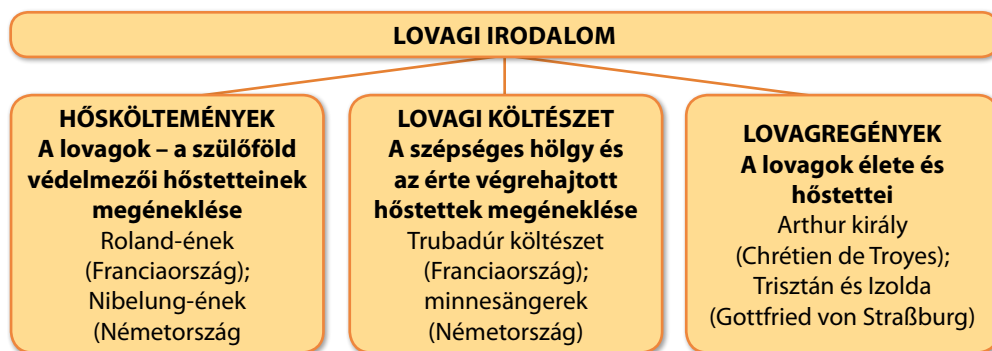 LOVAGI IRODALOM
HŐSKÖLTEMÉNYEK
A lovagok – a szülőföld
védelmezői hőstetteinek
megéneklése
Roland-ének
(Franciaország);
Nibelung-ének
(Németország
LOVAGI KÖLTÉSZET
A szépséges hölgy és
az érte végrehajtott
hőstettek megéneklése
Trubadúr költészet
(Franciaország);
minnesängerek
(Németország)
LOVAGREGÉNYEK
A lovagok élete és
hőstettei
Arthur király
(Chrétien de Troyes);
Trisztán és Izolda
(Gottfried von Straßburg)